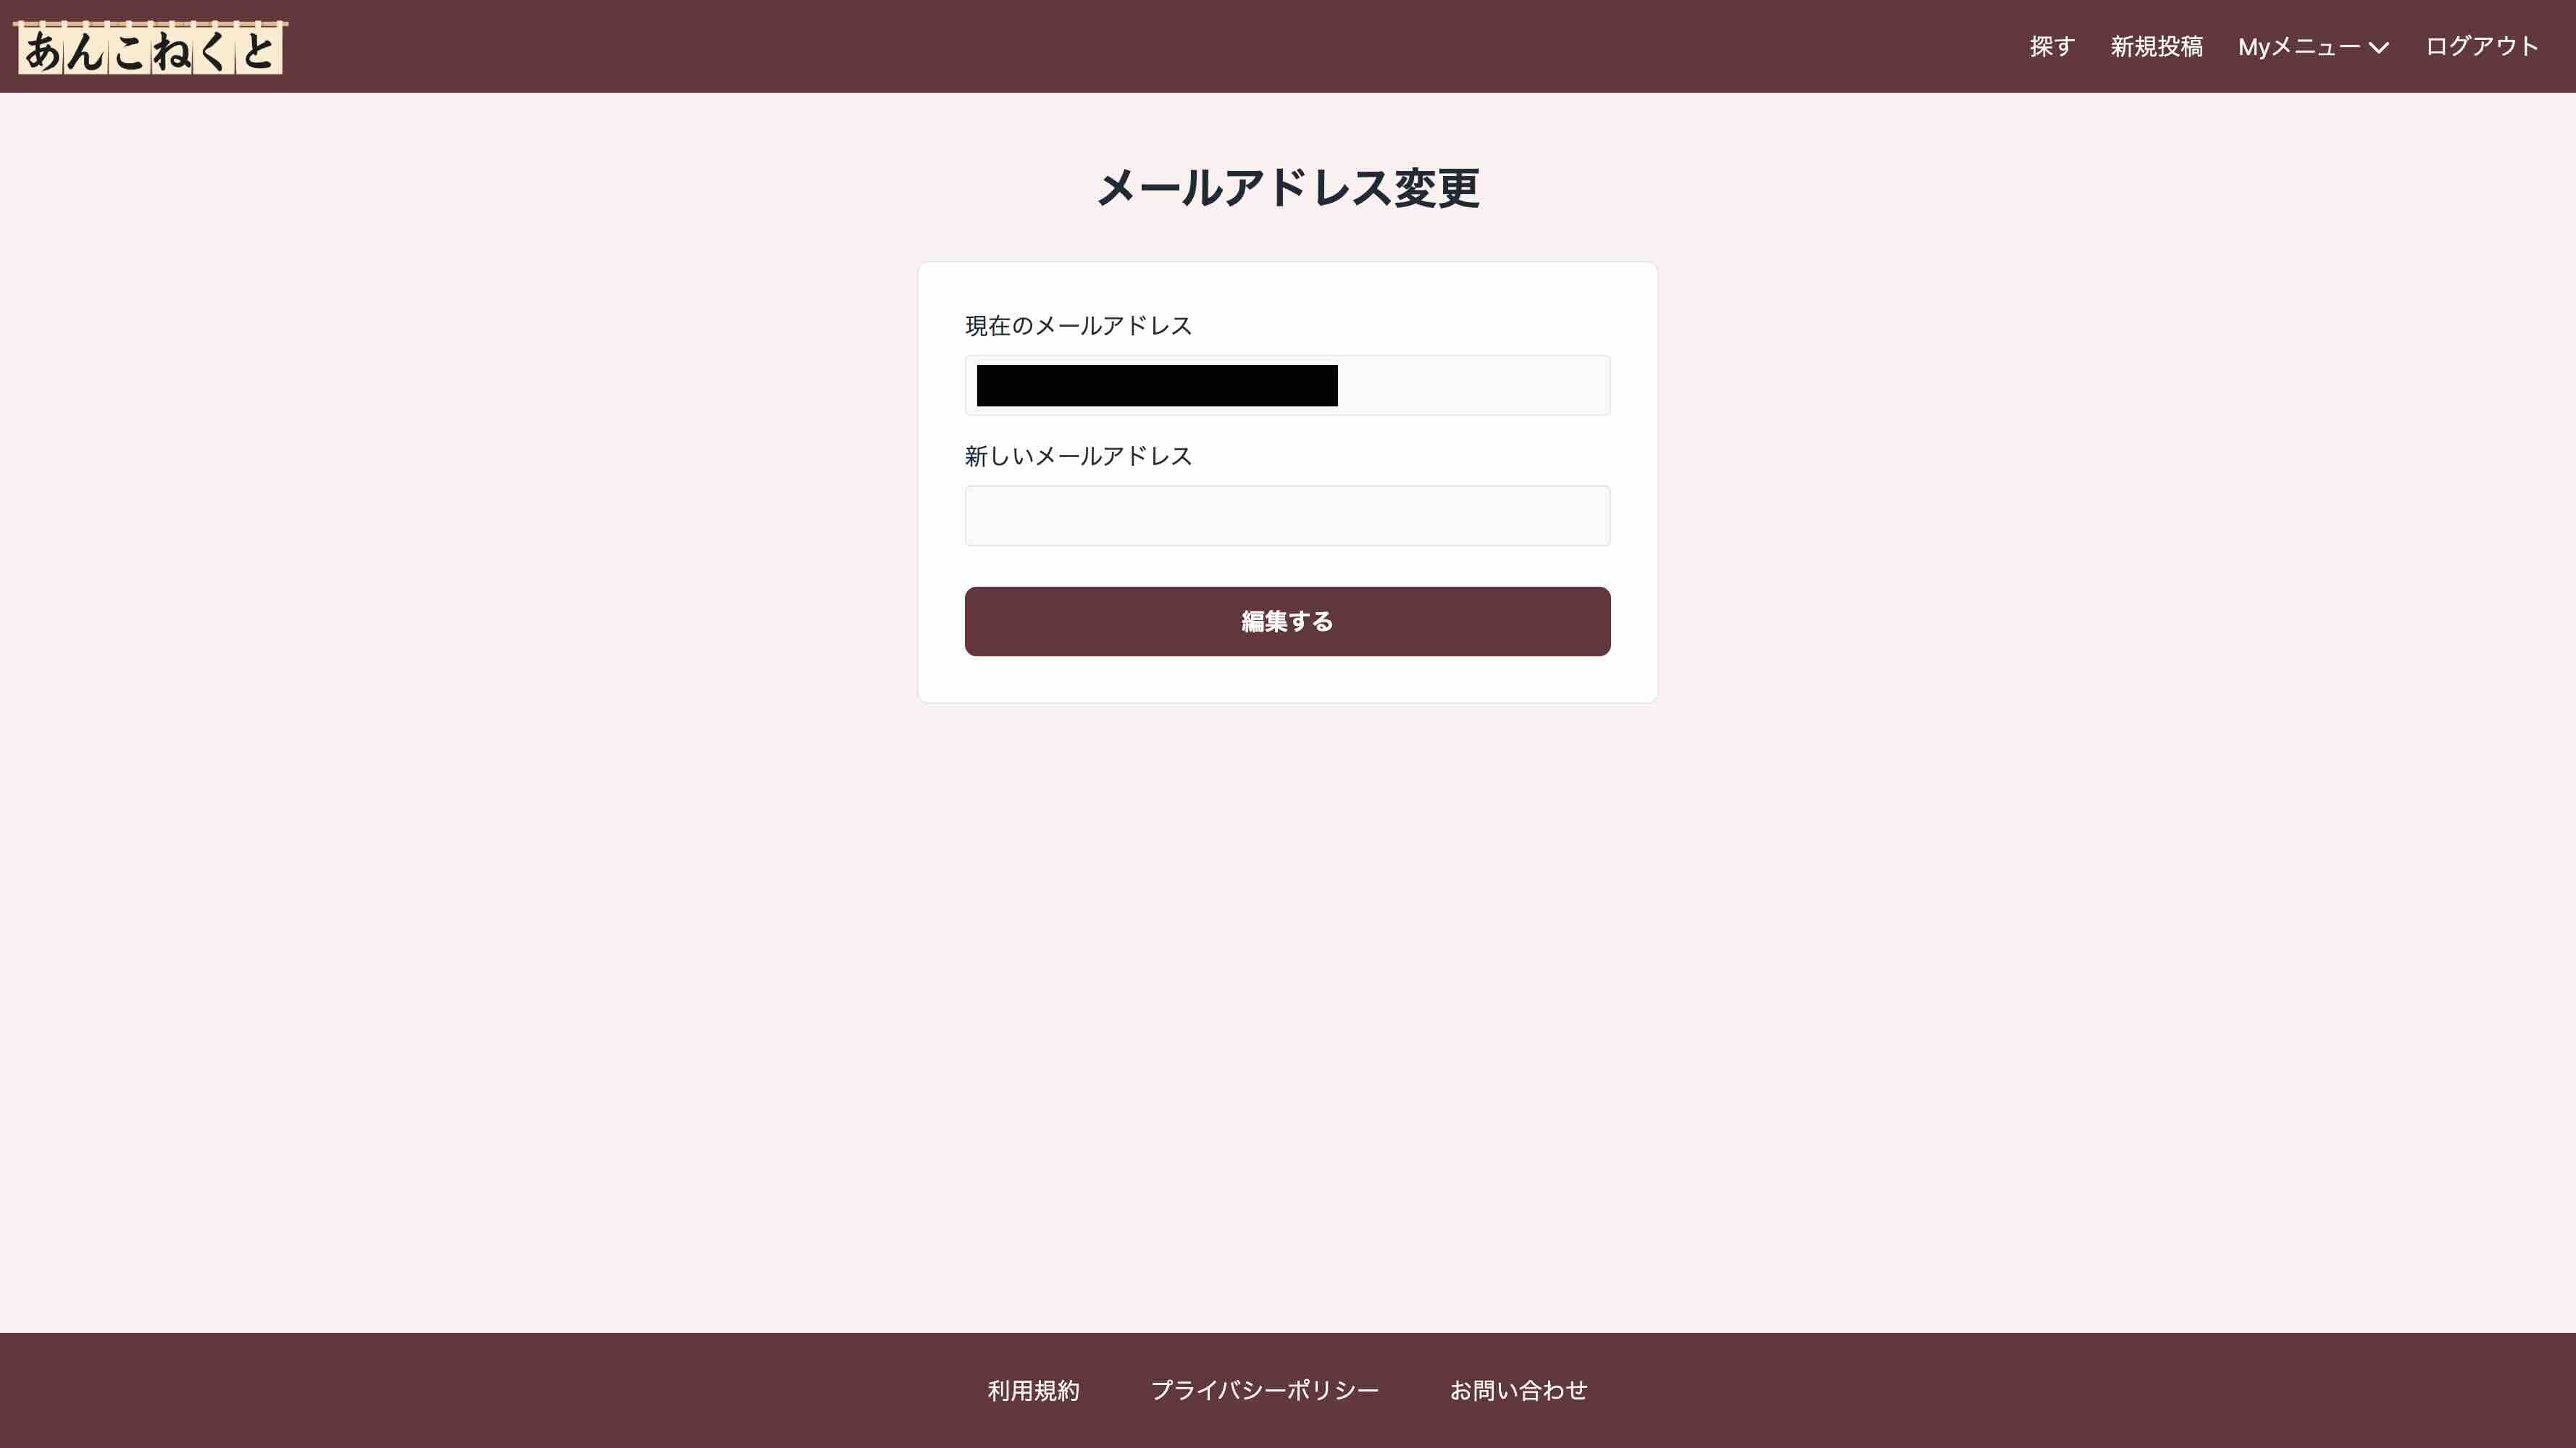 あんこねくと
探す 新規投稿 Myメニュー ログアウト
メールアドレス変更
現在のメールアドレス
新しいメールアドレス
編集する
利用規約 プライバシーポリシー お問い合わせ